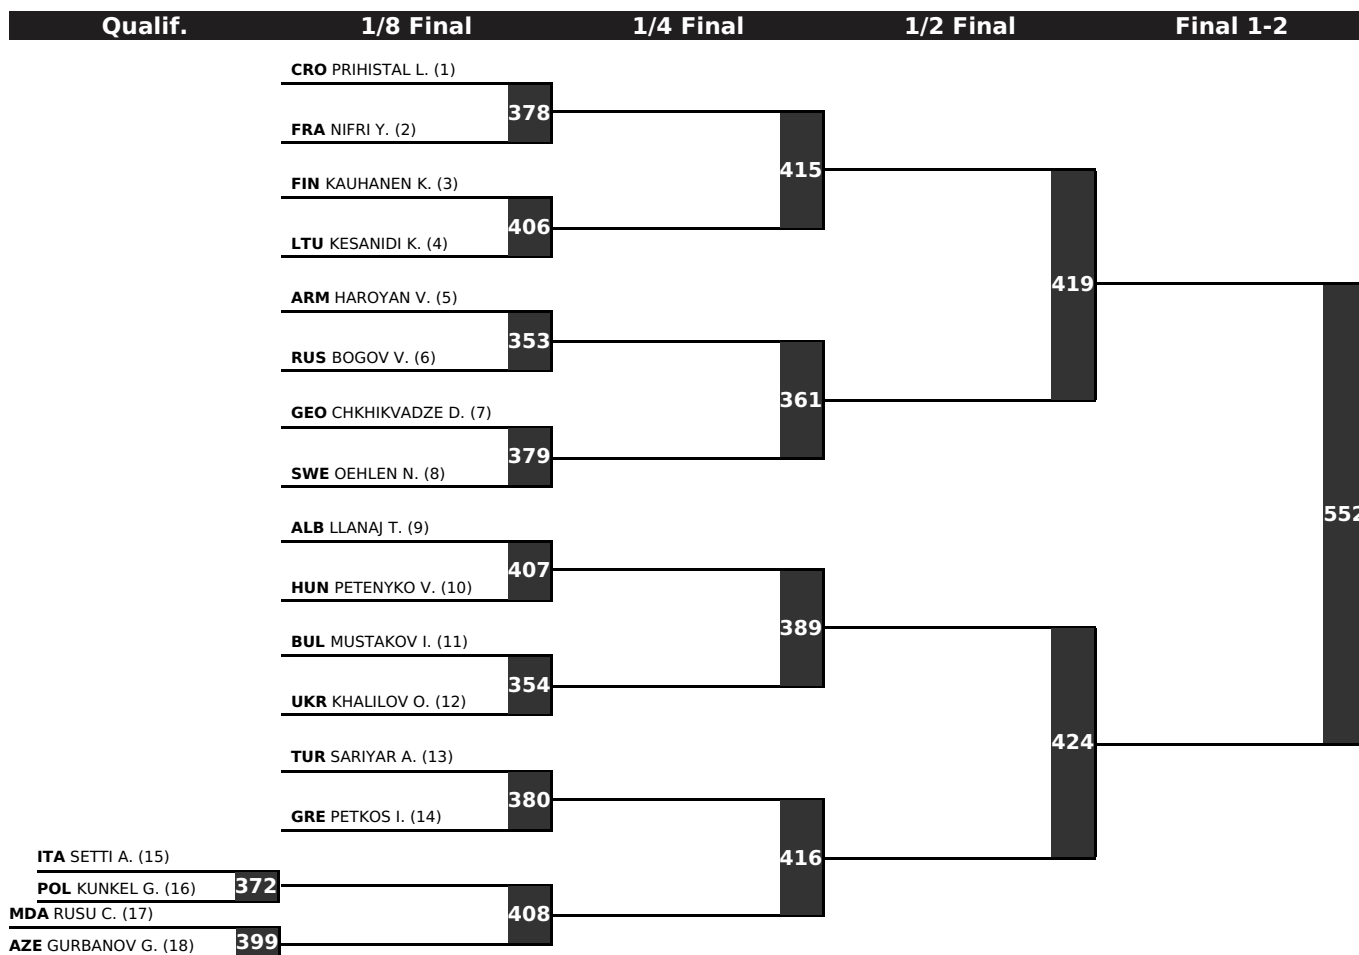 Qualif. 1/8 Final 1/4 Final 1/2 Final Final 1-2
CRO PRIHISTAL L. (1)
378
FRA NIFRI Y. (2)
415
FIN KAUHANEN K. (3)
406
LTU KESANIDI K. (4)
419
ARM HAROYAN V. (5)
353
RUS BOGOV V. (6)
361
GEO CHKHIKVADZE D. (7)
379
SWE OEHLEN N. (8)
552
ALB LLANAJ T. (9)
407
HUN PETENYKO V. (10)
389
BUL MUSTAKOV I. (11)
354
UKR KHALILOV O. (12)
424
TUR SARIYAR A. (13)
380
GRE PETKOS I. (14)
416
ITA SETTI A. (15)
372
POL KUNKEL G. (16)
408
MDA RUSU C. (17)
399
AZE GURBANOV G. (18)